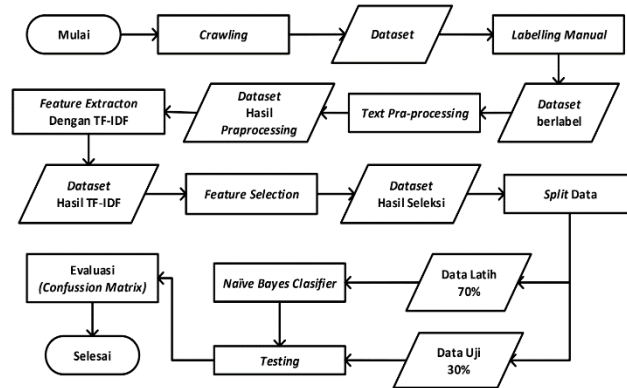 Mulai
Crawling
Dataset
Labelling Manual
Dataset
berlabel
Text Pra-processing
Dataset
Hasil
Praprocessing
Feature Extracton
Dengan TF-IDF
Dataset
Hasil TF-IDF
Feature Selection
Dataset
Hasil Seleksi
Split Data
Data Latih
70%
Naïve Bayes Clasifier
Data Uji
30%
Testing
Evaluasi
(Confussion Matrix)
Selesai